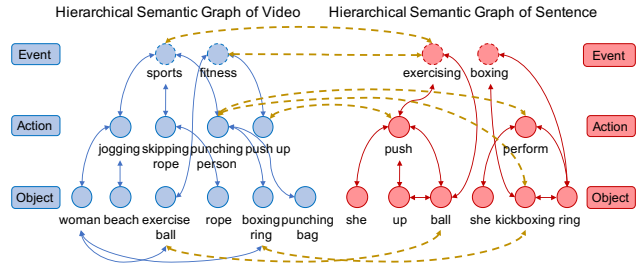 Hierarchical Semantic Graph of Video
Hierarchical Semantic Graph of Sentence
Event
sports
fitness
exercising
boxing
Event
Action
jogging
skipping rope
punching person
push up
push
perform
Action
Object
woman
beach
exercise ball
rope
boxing ring
punching bag
she
up
ball
she
kickboxing
ring
Object